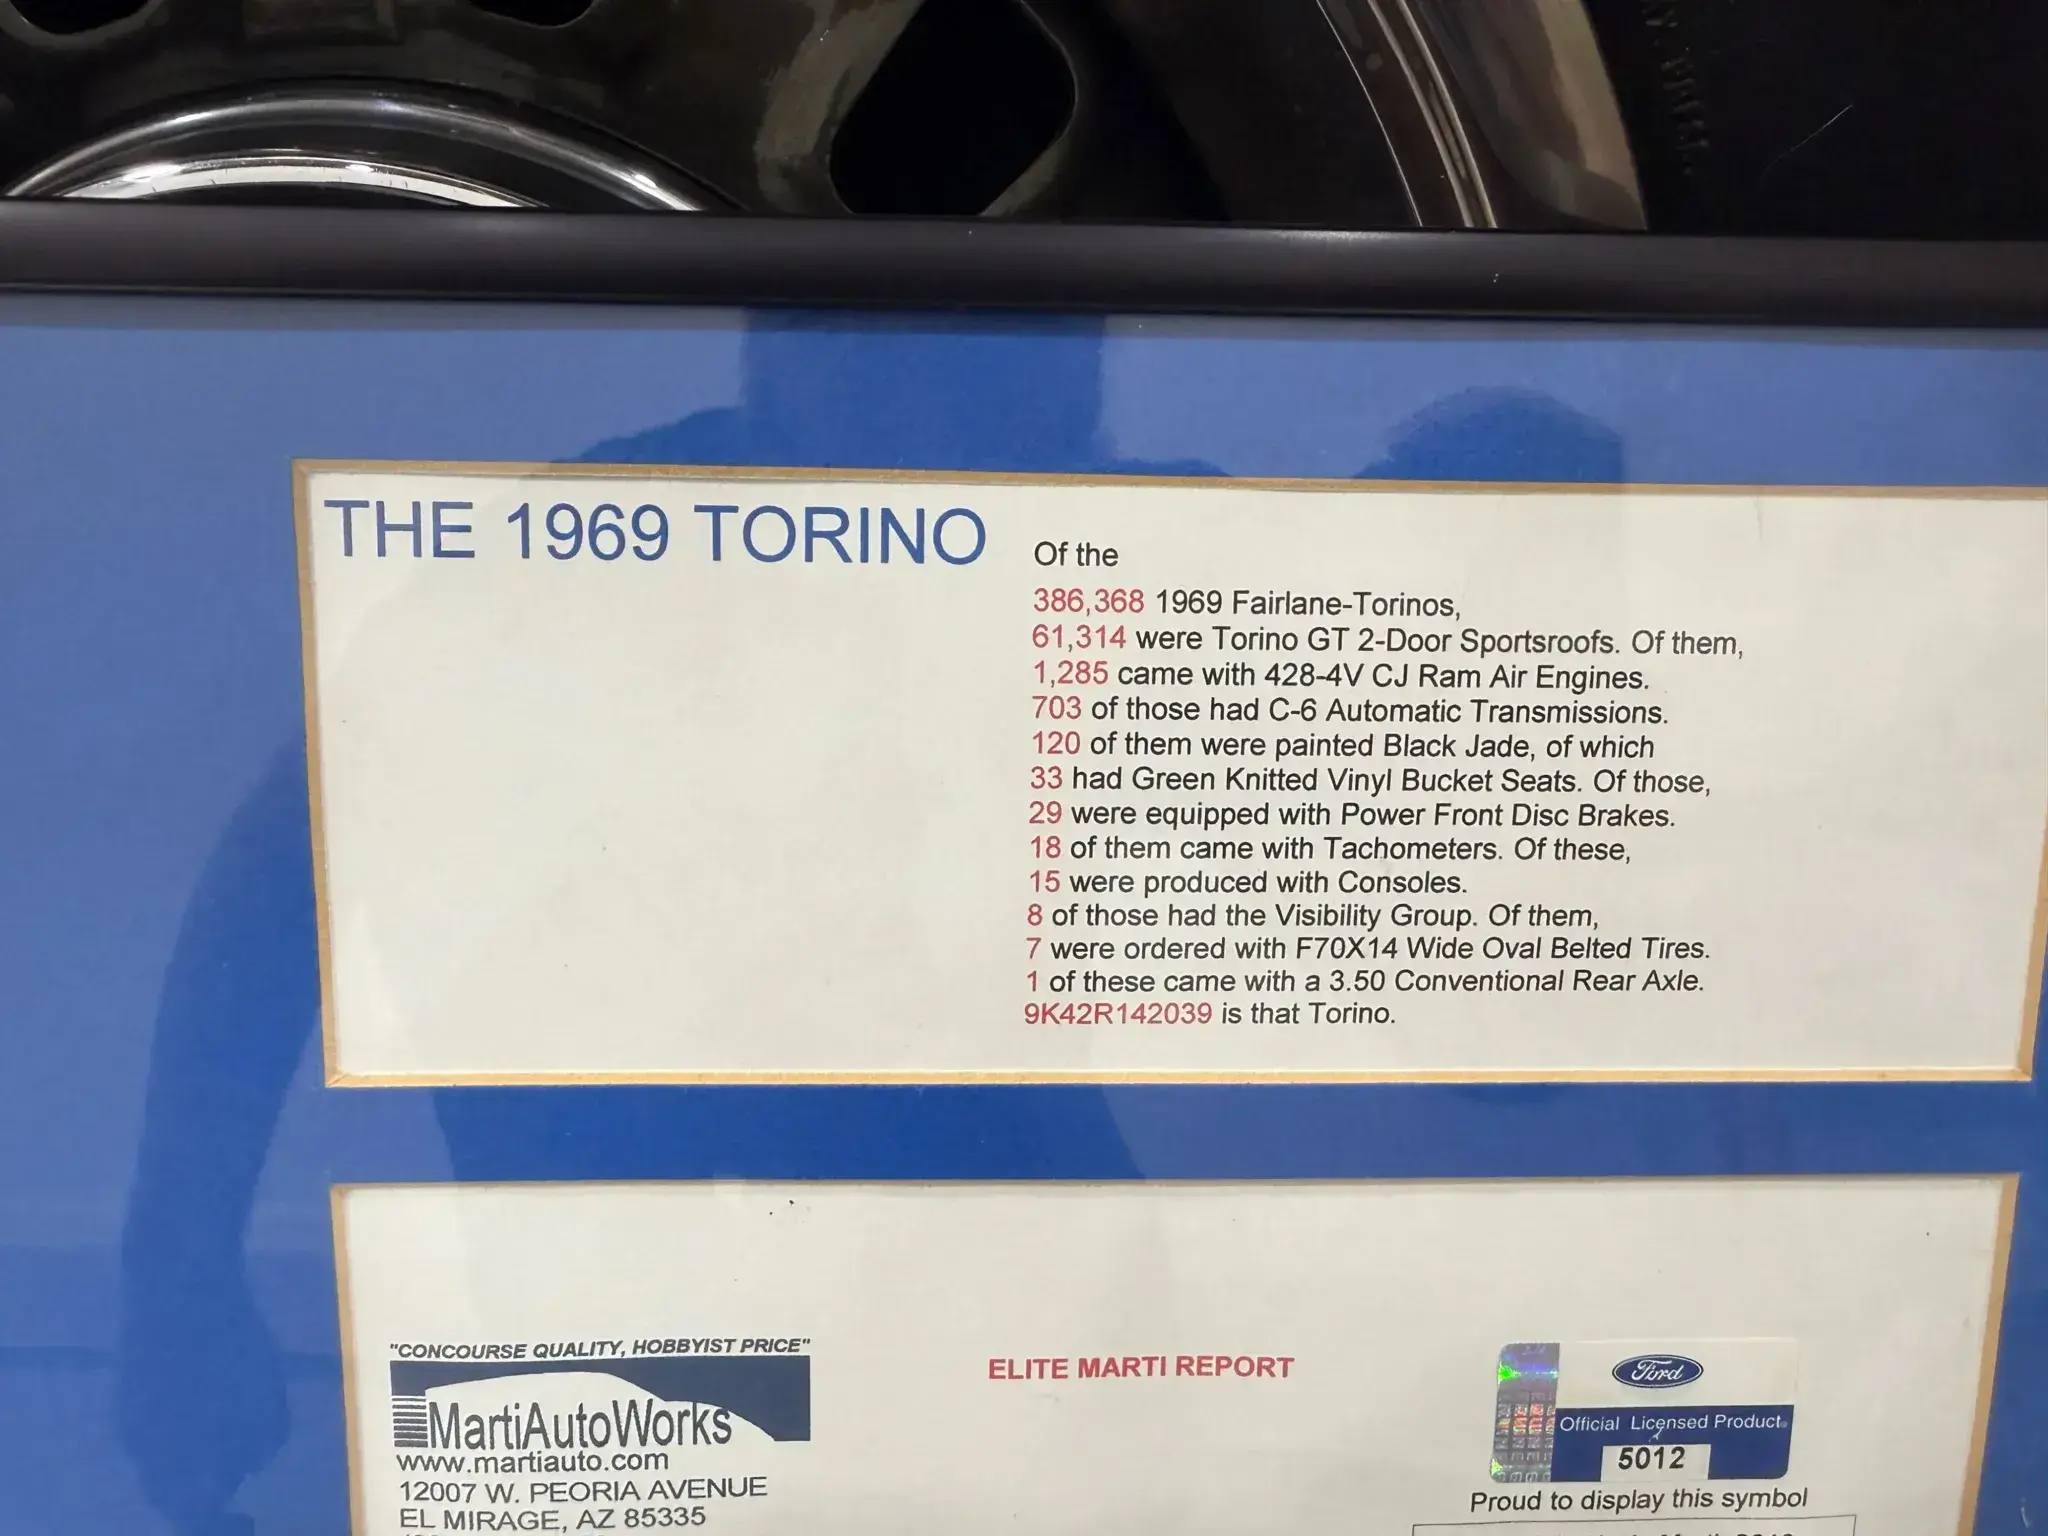 THE 1969 TORINO
Of the
386,368 1969 Fairlane-Torinos,
61,314 were Torino GT 2-Door Sportsroofs. Of them,
1,285 came with 428-4V CJ Ram Air Engines.
703 of those had C-6 Automatic Transmissions.
120 of them were painted Black Jade, of which
33 had Green Knitted Vinyl Bucket Seats. Of those,
29 were equipped with Power Front Disc Brakes.
18 of them came with Tachometers. Of these,
15 were produced with Consoles.
8 of those had the Visibility Group. Of them,
7 were ordered with F70X14 Wide Oval Belted Tires.
1 of these came with a 3.50 Conventional Rear Axle.
9K42R142039 is that Torino.
"CONCOURSE QUALITY, HOBBYIST PRICE"
MartiAutoWorks
www.martiauto.com
12007 W. PEORIA AVENUE
EL MIRAGE, AZ 85335
ELITE MARTI REPORT
Ford
Official Licensed Product
5012
Proud to display this symbol